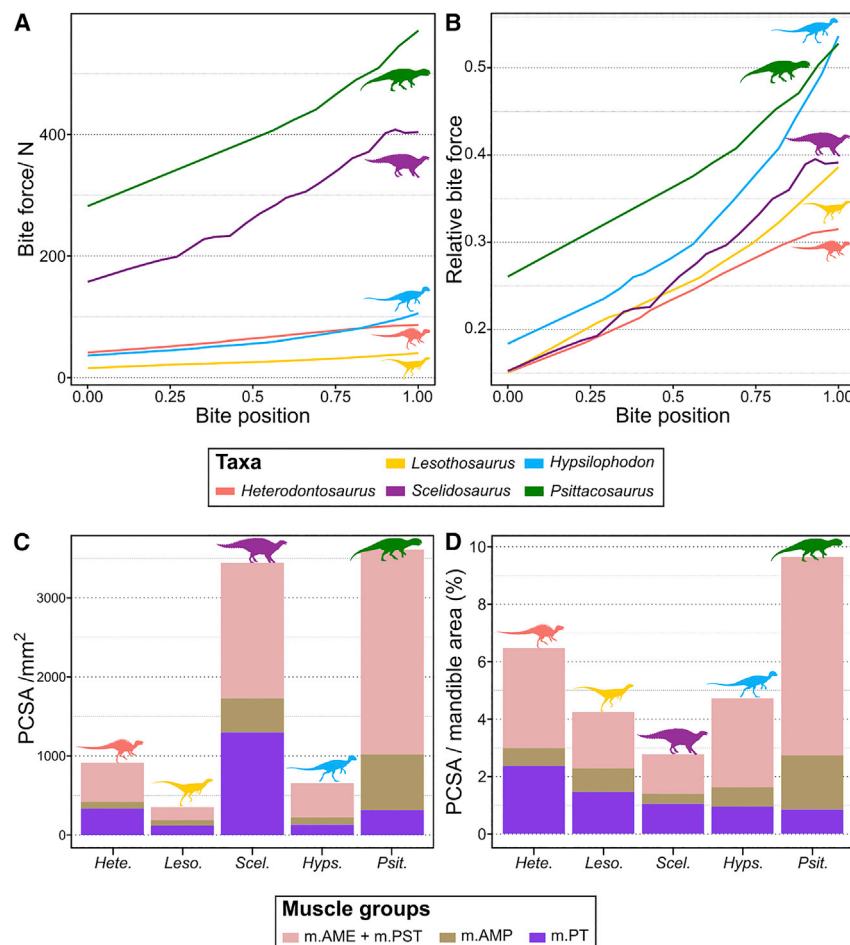 A
Bite force/ N
400
200
0
0.00 0.25 0.50 0.75 1.00
Bite position
B
Relative bite force
0.5
0.4
0.3
0.2
0.00 0.25 0.5 0.75 1.00
Bite position
Taxa
Lesothosaurus Hypsilophodon
Heterodontosaurus Scelidosaurus Psittacosaurus
C
PCSA /mm²
3000
2000
1000
0
Hete. Leso. Scel. Hyps. Psit.
D
PCSA / mandible area (%)
10
8
6
4
2
0
Hete. Leso. Scel. Hyps. Psit.
Muscle groups
m.AME + m.PST m.AMP m.PT